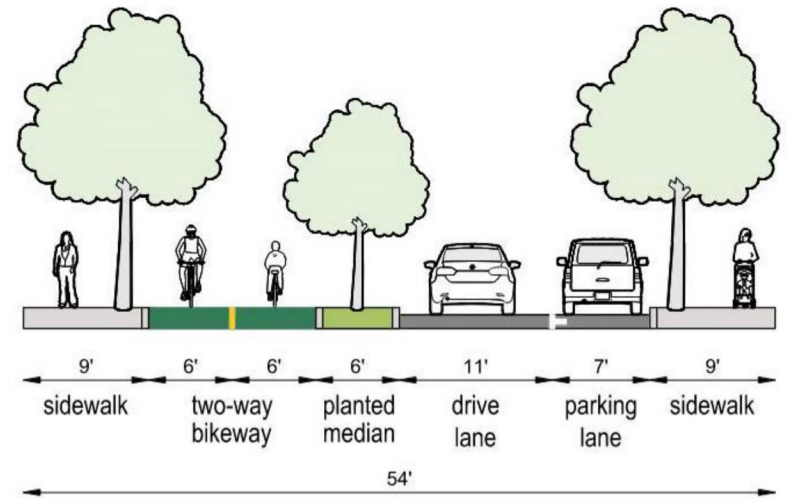 9' 6' 6' 6' 11' 7' 9'
sidewalk two-way planted drive parking sidewalk
bikeway median lane lane
54'